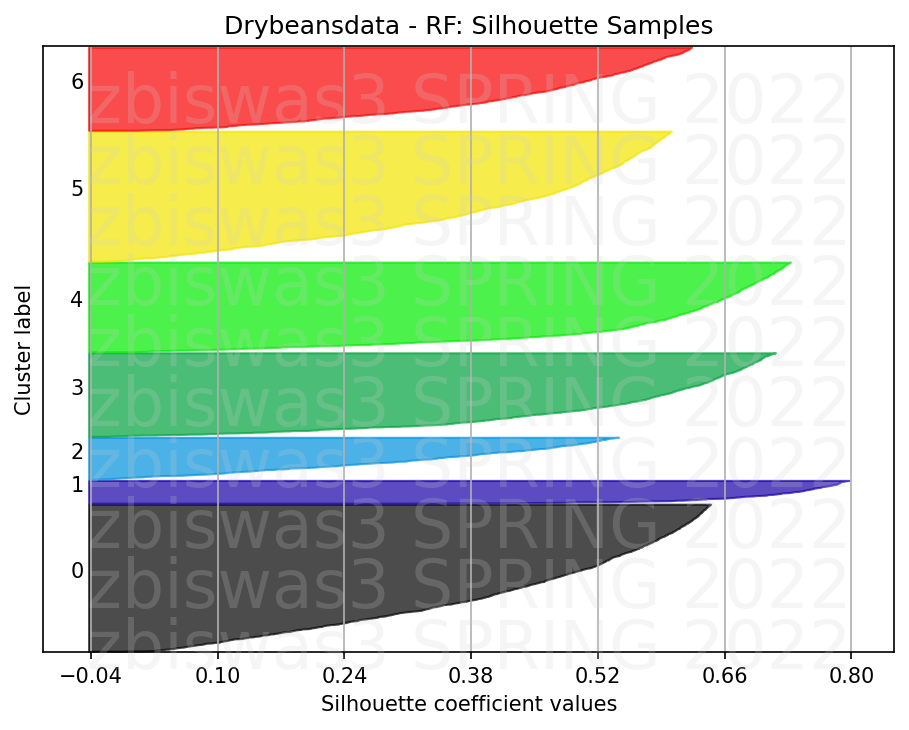 Drybeansdata - RF: Silhouette Samples
zbiswas3 SPRING 2022
zbiswas3 SPRING 2022
zbiswas3 SPRING 2022
zbiswas3 SPRING 2022
zbiswas3 SPRING 2022
zbiswas3 SPRING 2022
zbiswas3 SPRING 2022
zbiswas3 SPRING 2022
zbiswas3 SPRING 2022
zbiswas3 SPRING 2022
Cluster label
6
5
4
3
2
1
0
−0.04 0.10 0.24 0.38 0.52 0.66 0.80
Silhouette coefficient values